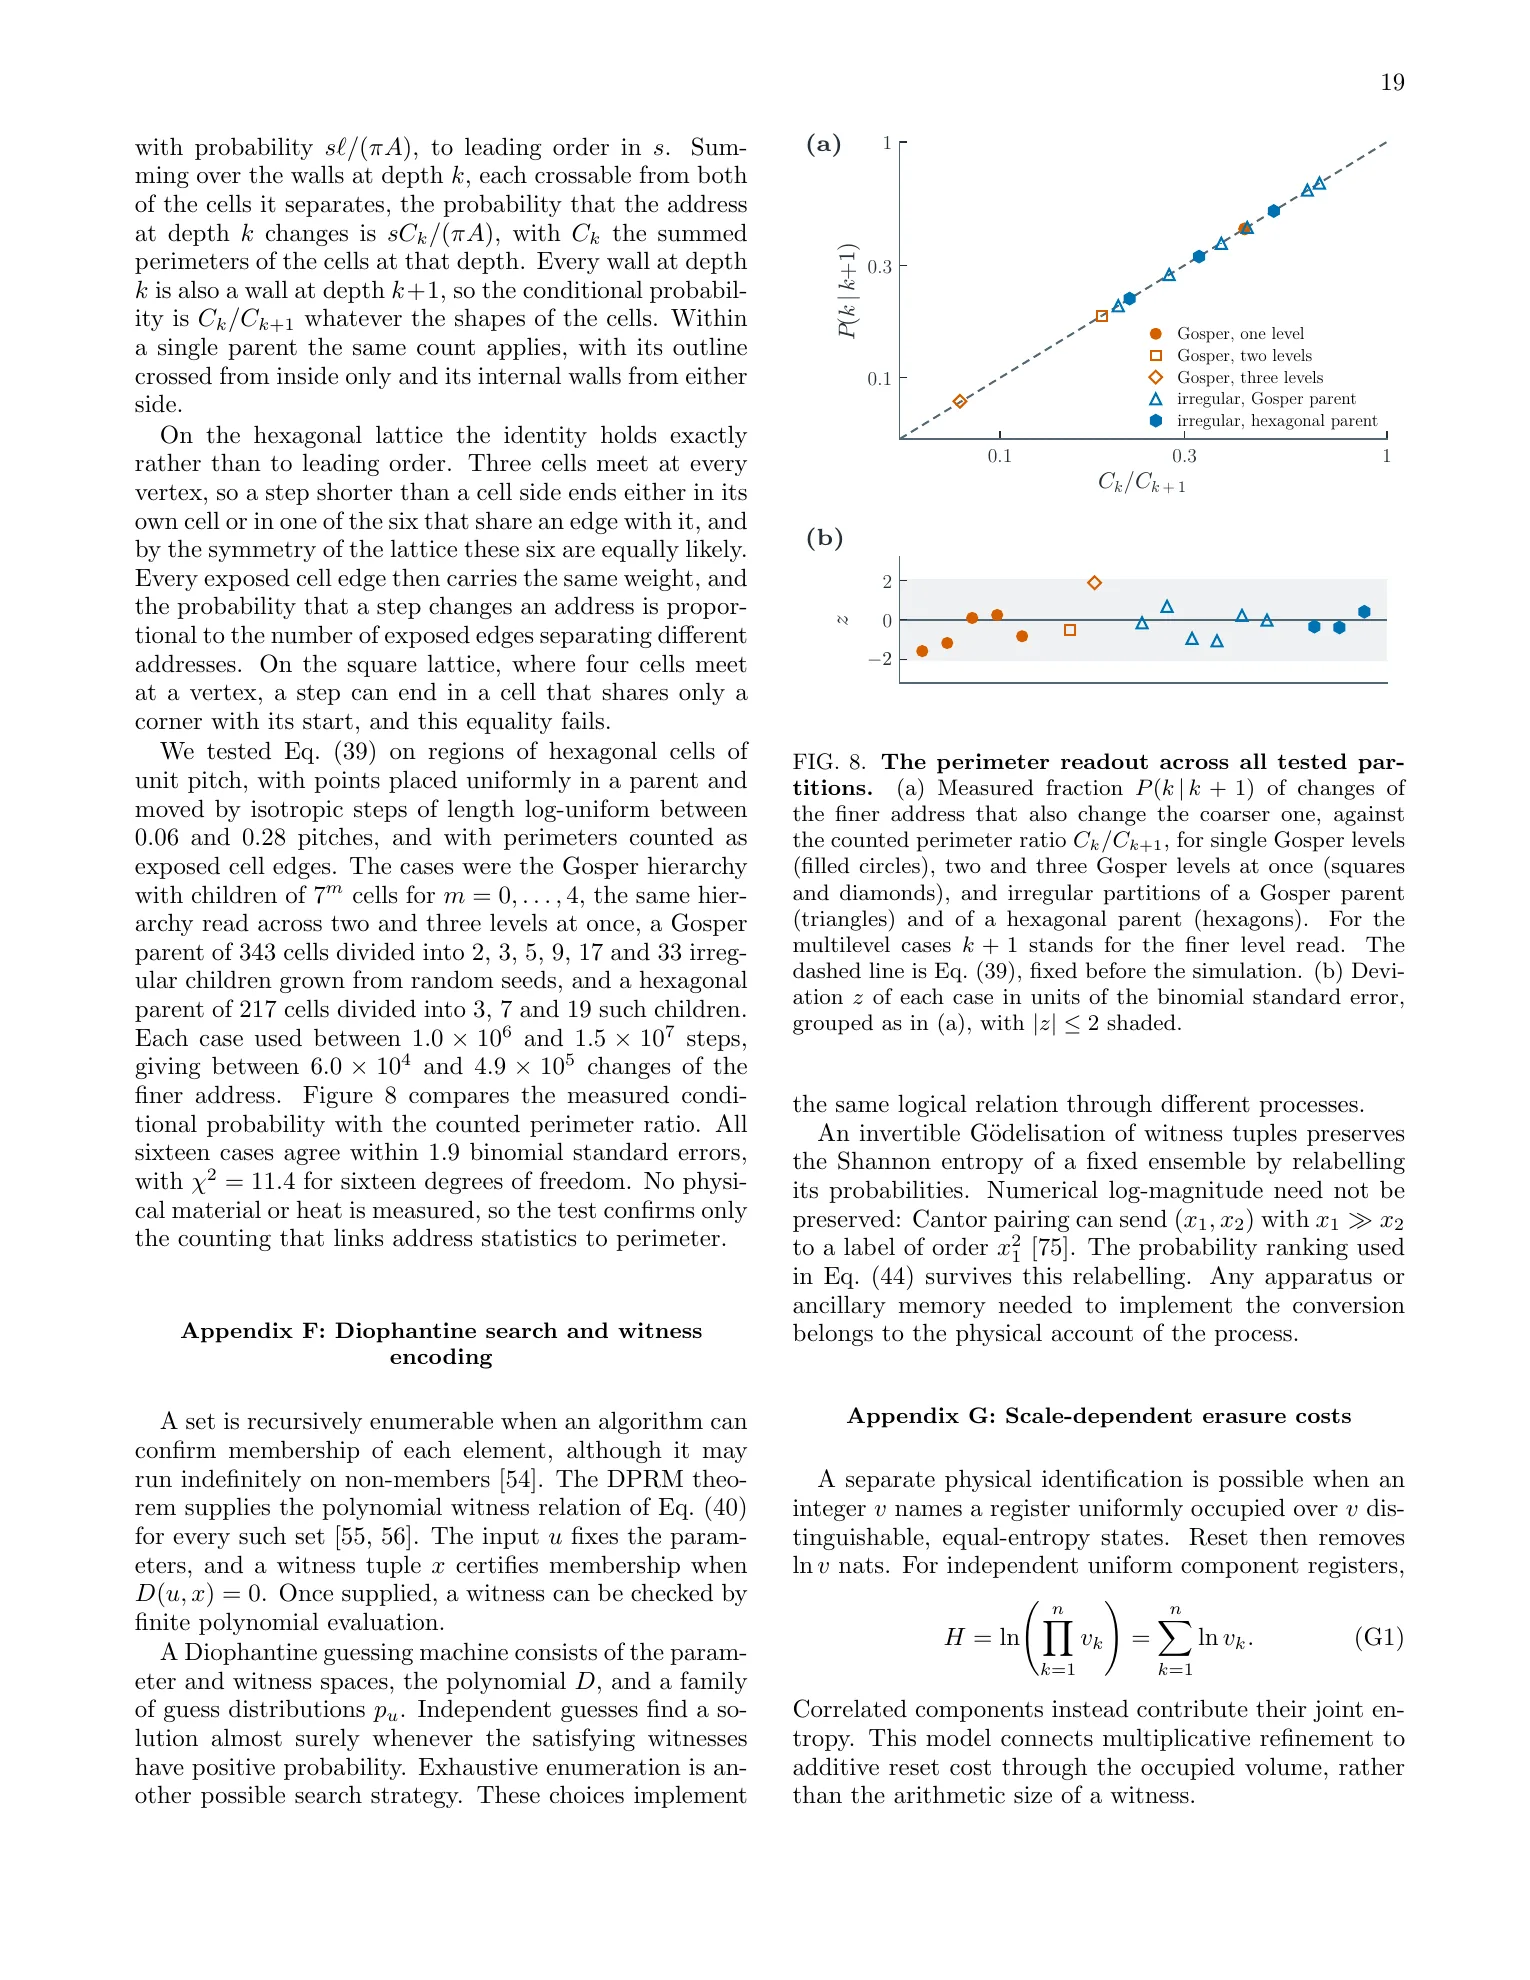 19
with probability sℓ/(πA), to leading order in s. Sum-
ming over the walls at depth k, each crossable from both
of the cells it separates, the probability that the address
at depth k changes is sCₖ/(πA), with Cₖ the summed
perimeters of the cells at that depth. Every wall at depth
k is also a wall at depth k+1, so the conditional probabil-
ity is Cₖ/Cₖ₊₁ whatever the shapes of the cells. Within
a single parent the same count applies, with its outline
crossed from inside only and its internal walls from either
side.
On the hexagonal lattice the identity holds exactly
rather than to leading order. Three cells meet at every
vertex, so a step shorter than a cell side ends either in its
own cell or in one of the six that share an edge with it, and
by the symmetry of the lattice these six are equally likely.
Every exposed cell edge then carries the same weight, and
the probability that a step changes an address is propor-
tional to the number of exposed edges separating different
addresses. On the square lattice, where four cells meet
at a vertex, a step can end in a cell that shares only a
corner with its start, and this equality fails.
We tested Eq. (39) on regions of hexagonal cells of
unit pitch, with points placed uniformly in a parent and
moved by isotropic steps of length log-uniform between
0.06 and 0.28 pitches, and with perimeters counted as
exposed cell edges. The cases were the Gosper hierarchy
with children of 7ᵐ cells for m = 0, . . . , 4, the same hier-
archy read across two and three levels at once, a Gosper
parent of 343 cells divided into 2, 3, 5, 9, 17 and 33 irreg-
ular children grown from random seeds, and a hexagonal
parent of 217 cells divided into 3, 7 and 19 such children.
Each case used between 1.0 × 10⁶ and 1.5 × 10⁷ steps,
giving between 6.0 × 10⁴ and 4.9 × 10⁵ changes of the
finer address. Figure 8 compares the measured condi-
tional probability with the counted perimeter ratio. All
sixteen cases agree within 1.9 binomial standard errors,
with χ² = 11.4 for sixteen degrees of freedom. No physi-
cal material or heat is measured, so the test confirms only
the counting that links address statistics to perimeter.
Appendix F: Diophantine search and witness
encoding
A set is recursively enumerable when an algorithm can
confirm membership of each element, although it may
run indefinitely on non-members [54]. The DPRM theo-
rem supplies the polynomial witness relation of Eq. (40)
for every such set [55, 56]. The input u fixes the param-
eters, and a witness tuple x certifies membership when
D(u, x) = 0. Once supplied, a witness can be checked by
finite polynomial evaluation.
A Diophantine guessing machine consists of the param-
eter and witness spaces, the polynomial D, and a family
of guess distributions pᵤ. Independent guesses find a so-
lution almost surely whenever the satisfying witnesses
have positive probability. Exhaustive enumeration is an-
other possible search strategy. These choices implement
(a)
1
0.3
0.1
P(k | k+1)
Gosper, one level
Gosper, two levels
Gosper, three levels
irregular, Gosper parent
irregular, hexagonal parent
0.1
0.3
1
Cₖ/Cₖ₊₁
(b)
2
0
−2
z
FIG. 8. The perimeter readout across all tested par-
titions. (a) Measured fraction P(k | k + 1) of changes of
the finer address that also change the coarser one, against
the counted perimeter ratio Cₖ/Cₖ₊₁, for single Gosper levels
(filled circles), two and three Gosper levels at once (squares
and diamonds), and irregular partitions of a Gosper parent
(triangles) and of a hexagonal parent (hexagons). For the
multilevel cases k + 1 stands for the finer level read. The
dashed line is Eq. (39), fixed before the simulation. (b) Devi-
ation z of each case in units of the binomial standard error,
grouped as in (a), with |z| ≤ 2 shaded.
the same logical relation through different processes.
An invertible Gödelisation of witness tuples preserves
the Shannon entropy of a fixed ensemble by relabelling
its probabilities. Numerical log-magnitude need not be
preserved: Cantor pairing can send (x₁, x₂) with x₁ ≫ x₂
to a label of order x₁² [75]. The probability ranking used
in Eq. (44) survives this relabelling. Any apparatus or
ancillary memory needed to implement the conversion
belongs to the physical account of the process.
Appendix G: Scale-dependent erasure costs
A separate physical identification is possible when an
integer v names a register uniformly occupied over v dis-
tinguishable, equal-entropy states. Reset then removes
ln v nats. For independent uniform component registers,
H = ln(∏ₖ₌₁ⁿ vₖ) = ∑ₖ₌₁ⁿ ln vₖ. (G1)
Correlated components instead contribute their joint en-
tropy. This model connects multiplicative refinement to
additive reset cost through the occupied volume, rather
than the arithmetic size of a witness.